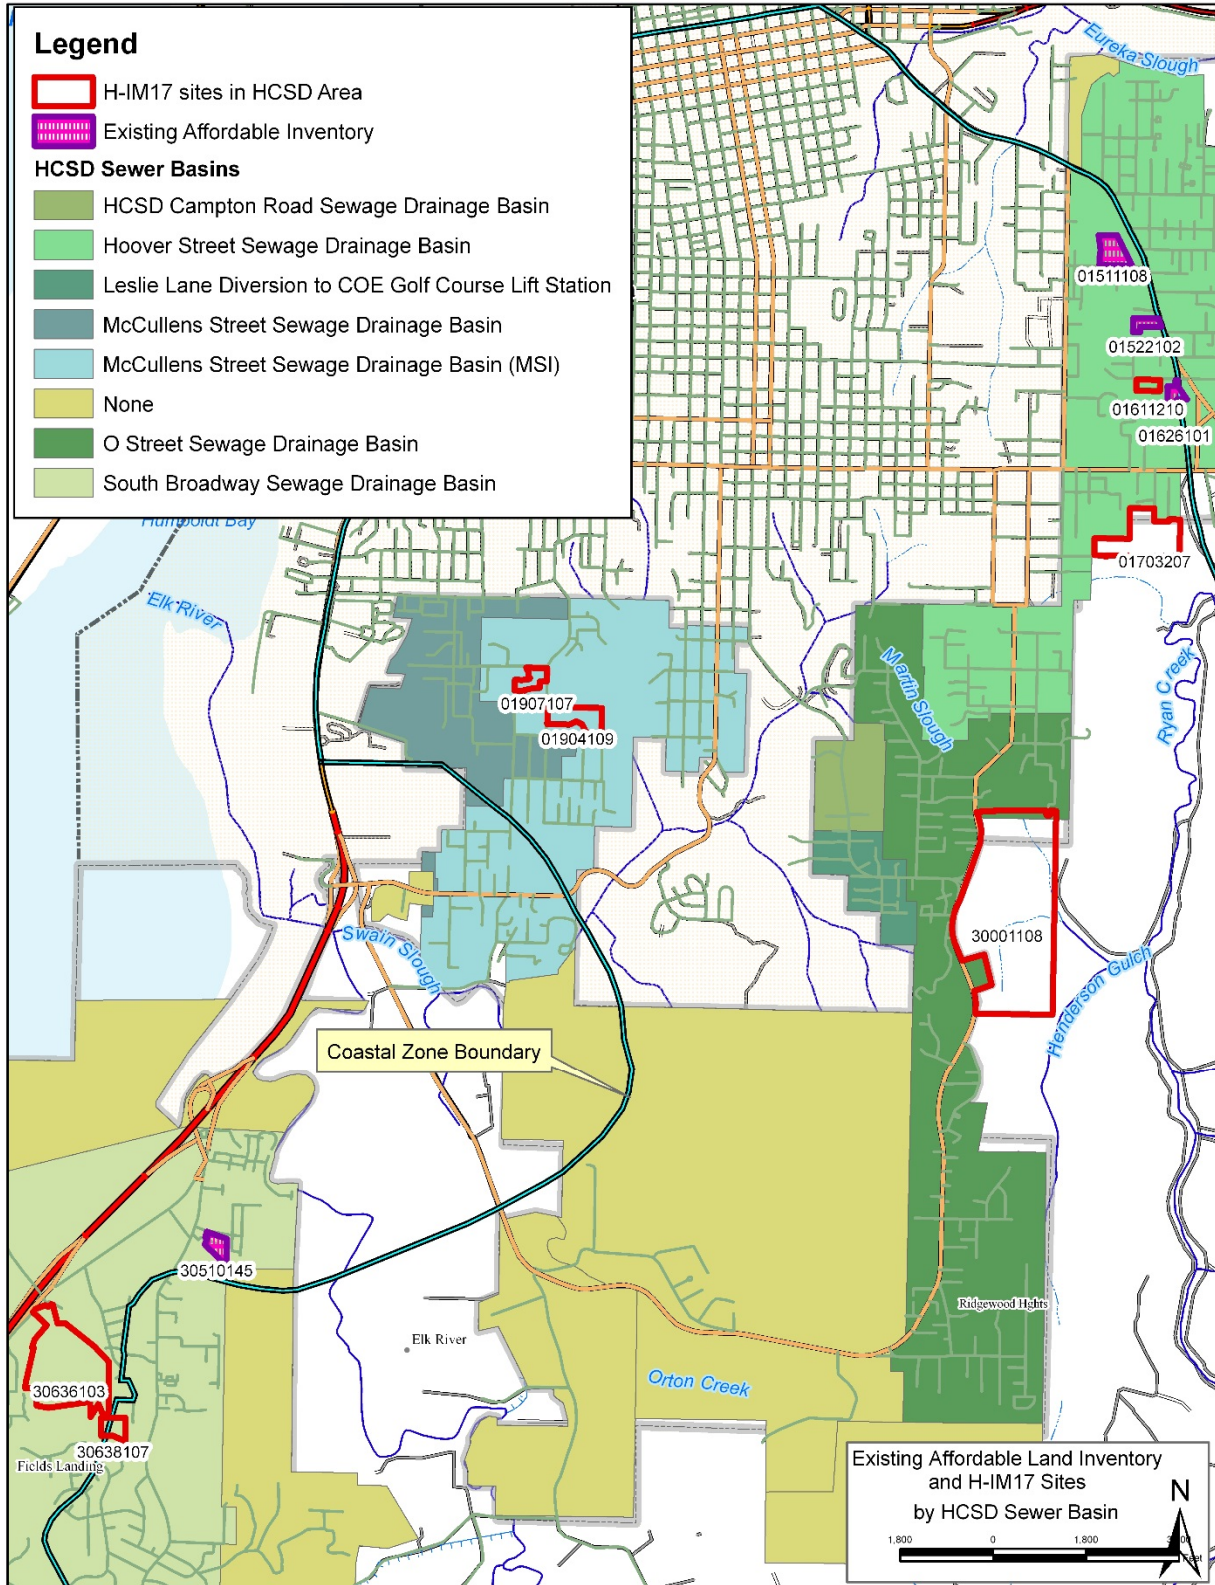 Legend
H-IM17 sites in HCSD Area
Existing Affordable Inventory
HCSD Sewer Basins
HCSD Campton Road Sewage Drainage Basin
Hoover Street Sewage Drainage Basin
Leslie Lane Diversion to COE Golf Course Lift Station
McCullens Street Sewage Drainage Basin
McCullens Street Sewage Drainage Basin (MSI)
None
O Street Sewage Drainage Basin
South Broadway Sewage Drainage Basin
Eureka Slough
01511108
01522102
01611210
01626101
Humboldt Bay
01703207
Elk River
Martin Slough
Ryan Creek
01907107
01904109
30001108
Swain Slough
Henderson Gulch
Coastal Zone Boundary
30510145
Ridgewood Hghts
Elk River
Orton Creek
30636103
30638107
Fields Landing
Existing Affordable Land Inventory
and H-IM17 Sites
by HCSD Sewer Basin
N
1,800 0 1,800
Feet